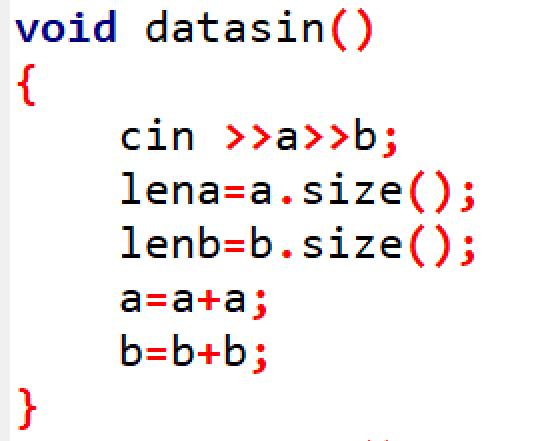 void datasin()
{
    cin >>a>>b;
    lena=a.size();
    lenb=b.size();
    a=a+a;
    b=b+b;
}